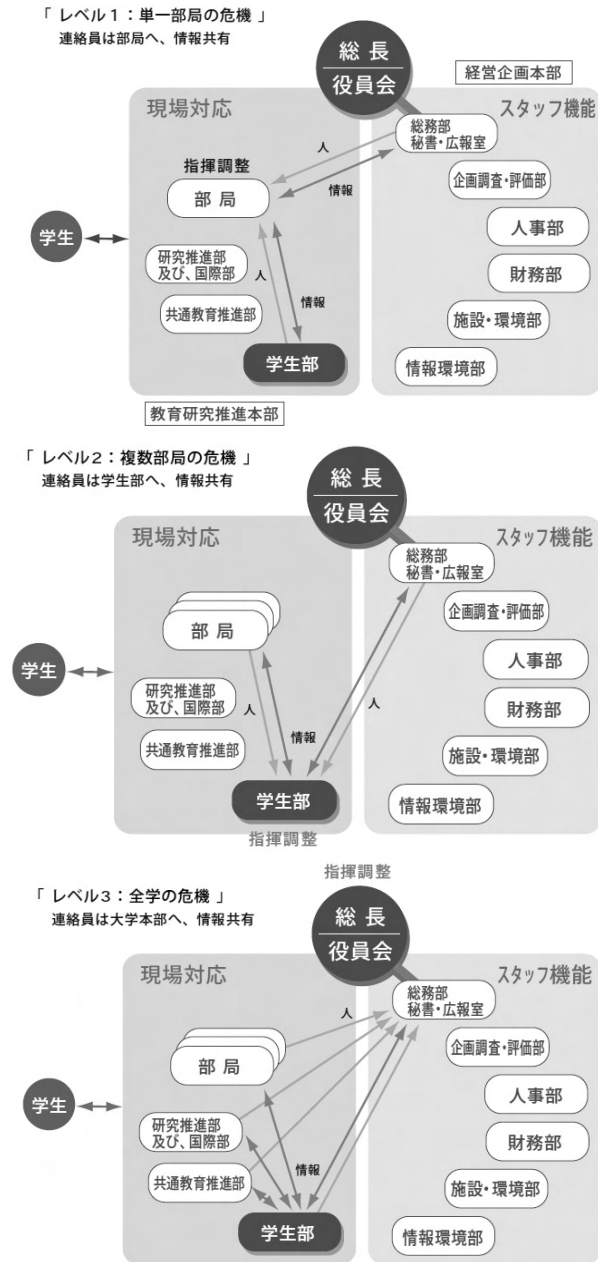 「 レベル1：単一部局の危機 」
連絡員は部局へ、情報共有
総 長
役員会
経営企画本部
現場対応
スタッフ機能
総務部
秘書・広報室
人
指揮調整
情報
部 局
企画調査・評価部
学生
人事部
研究推進部
及び、国際部
人
財務部
情報
共通教育推進部
施設・環境部
学生部
情報環境部
教育研究推進本部
「 レベル2：複数部局の危機 」
連絡員は学生部へ、情報共有
総 長
役員会
現場対応
スタッフ機能
総務部
秘書・広報室
企画調査・評価部
部 局
学生
人事部
研究推進部
及び、国際部
人
人
財務部
情報
共通教育推進部
施設・環境部
学生部
情報環境部
指揮調整
指揮調整
「 レベル3：全学の危機 」
連絡員は大学本部へ、情報共有
総 長
役員会
現場対応
スタッフ機能
総務部
秘書・広報室
人
企画調査・評価部
部 局
学生
人事部
研究推進部
及び、国際部
財務部
情報
共通教育推進部
施設・環境部
学生部
情報環境部